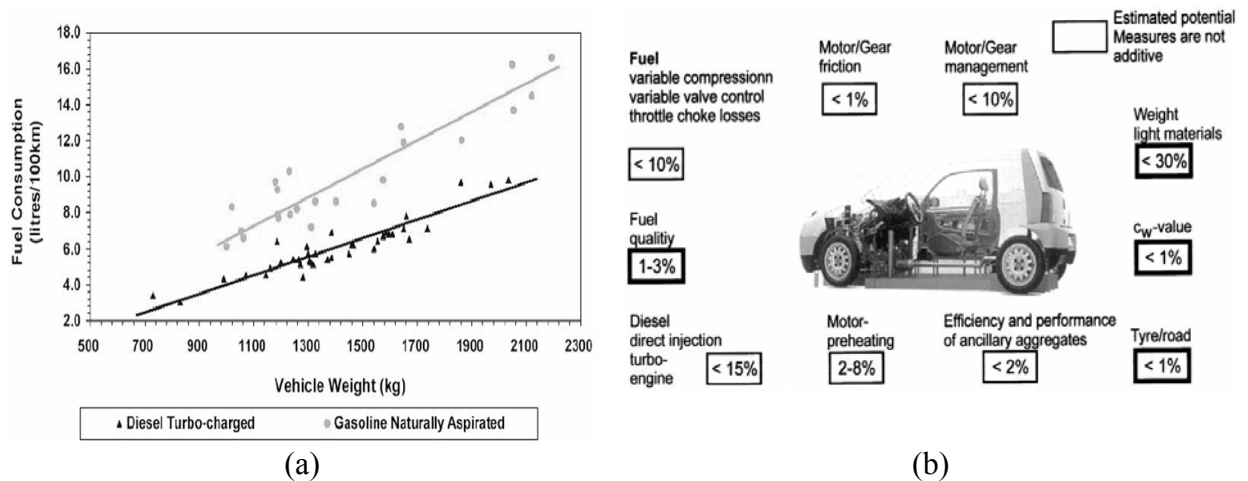 18.0
16.0
14.0
12.0
10.0
8.0
6.0
4.0
2.0
Fuel Consumption
(litres/100km)
500 700 900 1100 1300 1500 1700 1900 2100 2300
Vehicle Weight (kg)
Diesel Turbo-charged Gasoline Naturally Aspirated
(a)
Estimated potential
Measures are not
additive
Fuel
variable compressionn
variable valve control
throttle choke losses
< 10%
Motor/Gear
friction
< 1%
Motor/Gear
management
< 10%
Weight
light materials
< 30%
Fuel
qualitiy
1-3%
cw-value
< 1%
Diesel
direct injection
turbo-
engine
< 15%
Motor-
preheating
2-8%
Efficiency and performance
of ancillary aggregates
< 2%
Tyre/road
< 1%
(b)